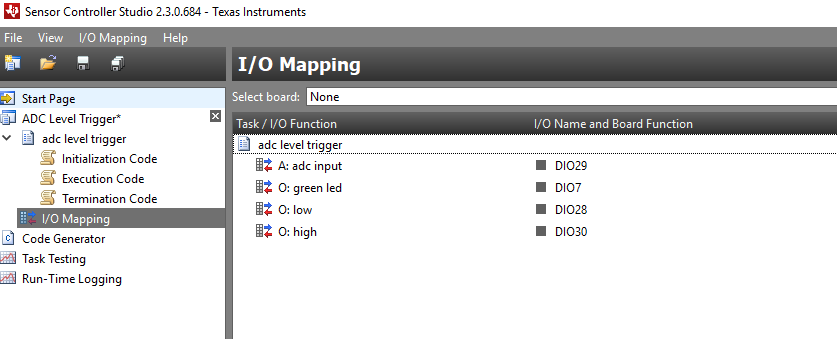 Sensor Controller Studio 2.3.0.684 - Texas Instruments
File View I/O Mapping Help
I/O Mapping
Start Page
ADC Level Trigger*
adc level trigger
Initialization Code
Execution Code
Termination Code
I/O Mapping
Code Generator
Task Testing
Run-Time Logging
Select board: None
Task / I/O Function I/O Name and Board Function
adc level trigger
A: adc input DIO29
O: green led DIO7
O: low DIO28
O: high DIO30